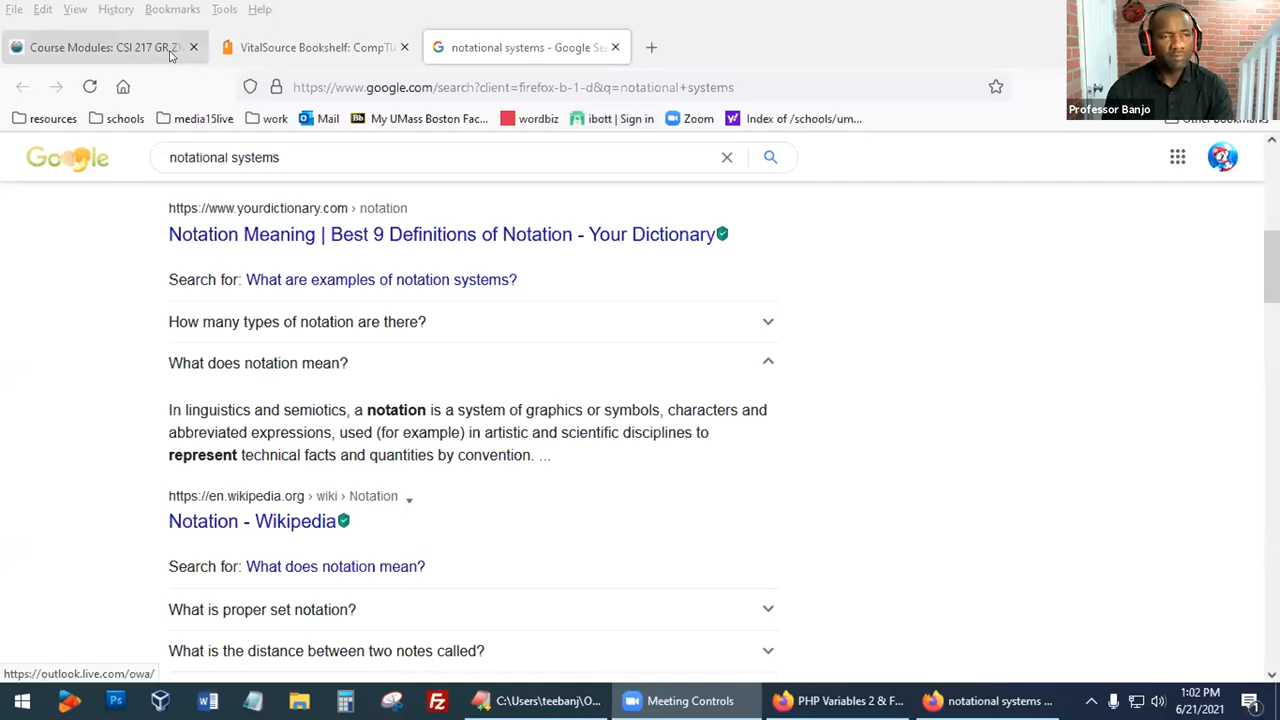 File Edit View History Bookmarks Tools Help
Course Modules: CSI 217 GR
VitalSource Bookshelf: CompTI
notational systems - Google Sea
https://www.google.com/search?client=firefox-b-1-d&q=notational+systems
Professor Banjo
resources schools media15live work Mail My UMass Boston Fac... wordbiz ibott | Sign in Zoom Index of /schools/um...
Other Bookmarks
Google
notational systems
https://www.yourdictionary.com › notation
Notation Meaning | Best 9 Definitions of Notation - Your Dictionary
Search for: What are examples of notation systems?
How many types of notation are there?
What does notation mean?
In linguistics and semiotics, a notation is a system of graphics or symbols, characters and
abbreviated expressions, used (for example) in artistic and scientific disciplines to
represent technical facts and quantities by convention. ...
https://en.wikipedia.org › wiki › Notation
Notation - Wikipedia
Search for: What does notation mean?
What is proper set notation?
What is the distance between two notes called?
https://outlook.live.com/owa/
C:\Users\tsebanj\O...
Meeting Controls
PHP Variables 2 & F...
notational systems ...
1:02 PM
6/21/2021